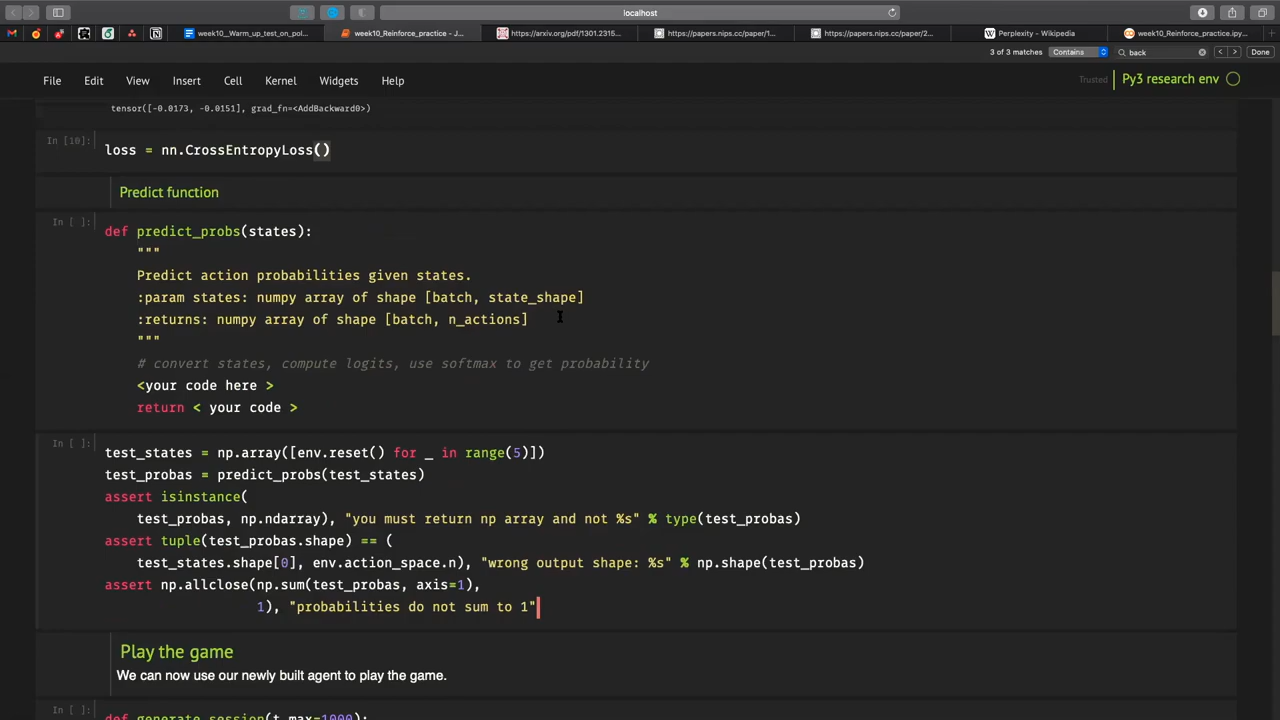 localhost
week10_Warm_up_test_on_pol...
week10_Reinforce_practice - J...
https://arxiv.org/pdf/1301.2315...
https://papers.nips.cc/paper/1...
https://papers.nips.cc/paper/2...
Perplexity - Wikipedia
week10_Reinforce_practice.ipy...
3 of 3 matches
Contains
back
Done
File Edit View Insert Cell Kernel Widgets Help
Trusted
Py3 research env
tensor([-0.0173, -0.0151], grad_fn=<AddBackward0>)
In [10]:
loss = nn.CrossEntropyLoss()
Predict function
In [ ]:
def predict_probs(states):
"""
Predict action probabilities given states.
:param states: numpy array of shape [batch, state_shape]
:returns: numpy array of shape [batch, n_actions]
"""
# convert states, compute logits, use softmax to get probability
<your code here >
return < your code >
In [ ]:
test_states = np.array([env.reset() for _ in range(5)])
test_probas = predict_probs(test_states)
assert isinstance(
test_probas, np.ndarray), "you must return np array and not %s" % type(test_probas)
assert tuple(test_probas.shape) == (
test_states.shape[0], env.action_space.n), "wrong output shape: %s" % np.shape(test_probas)
assert np.allclose(np.sum(test_probas, axis=1),
1), "probabilities do not sum to 1"
Play the game
We can now use our newly built agent to play the game.
In [ ]:
def generate_session(t_max=1000):